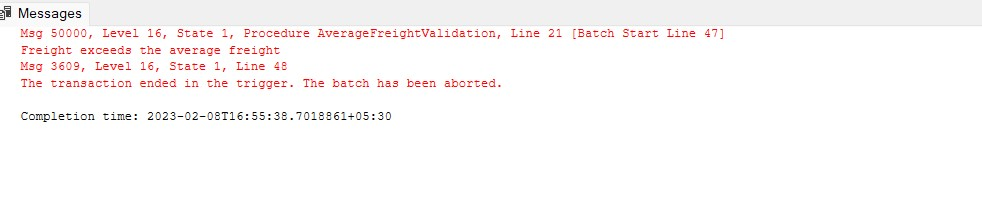 Messages
Msg 50000, Level 16, State 1, Procedure AverageFreightValidation, Line 21 [Batch Start Line 47]
Freight exceeds the average freight
Msg 3609, Level 16, State 1, Line 48
The transaction ended in the trigger. The batch has been aborted.
Completion time: 2023-02-08T16:55:38.7018861+05:30